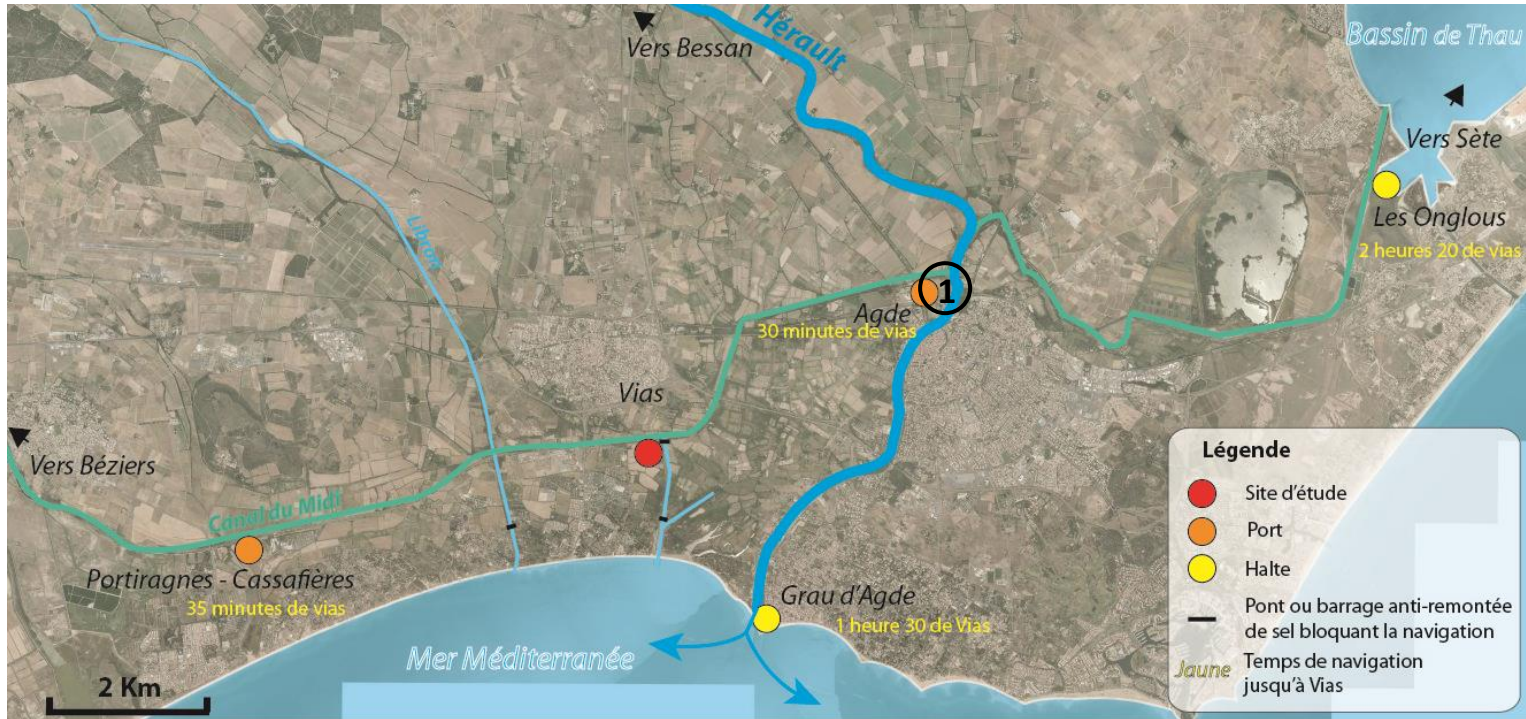 Vers Bessan
Hérault
Bassin de Thau
Vers Sète
Les Onglous
2 heures 20 de vias
Libron
1
Agde
30 minutes de vias
Vias
Vers Béziers
Canal du Midi
Portiragnes - Cassafières
35 minutes de vias
Grau d'Agde
1 heure 30 de Vias
Mer Méditerranée
2 Km
Légende
Site d'étude
Port
Halte
Pont ou barrage anti-remontée
de sel bloquant la navigation
Jaune
Temps de navigation
jusqu'à Vias